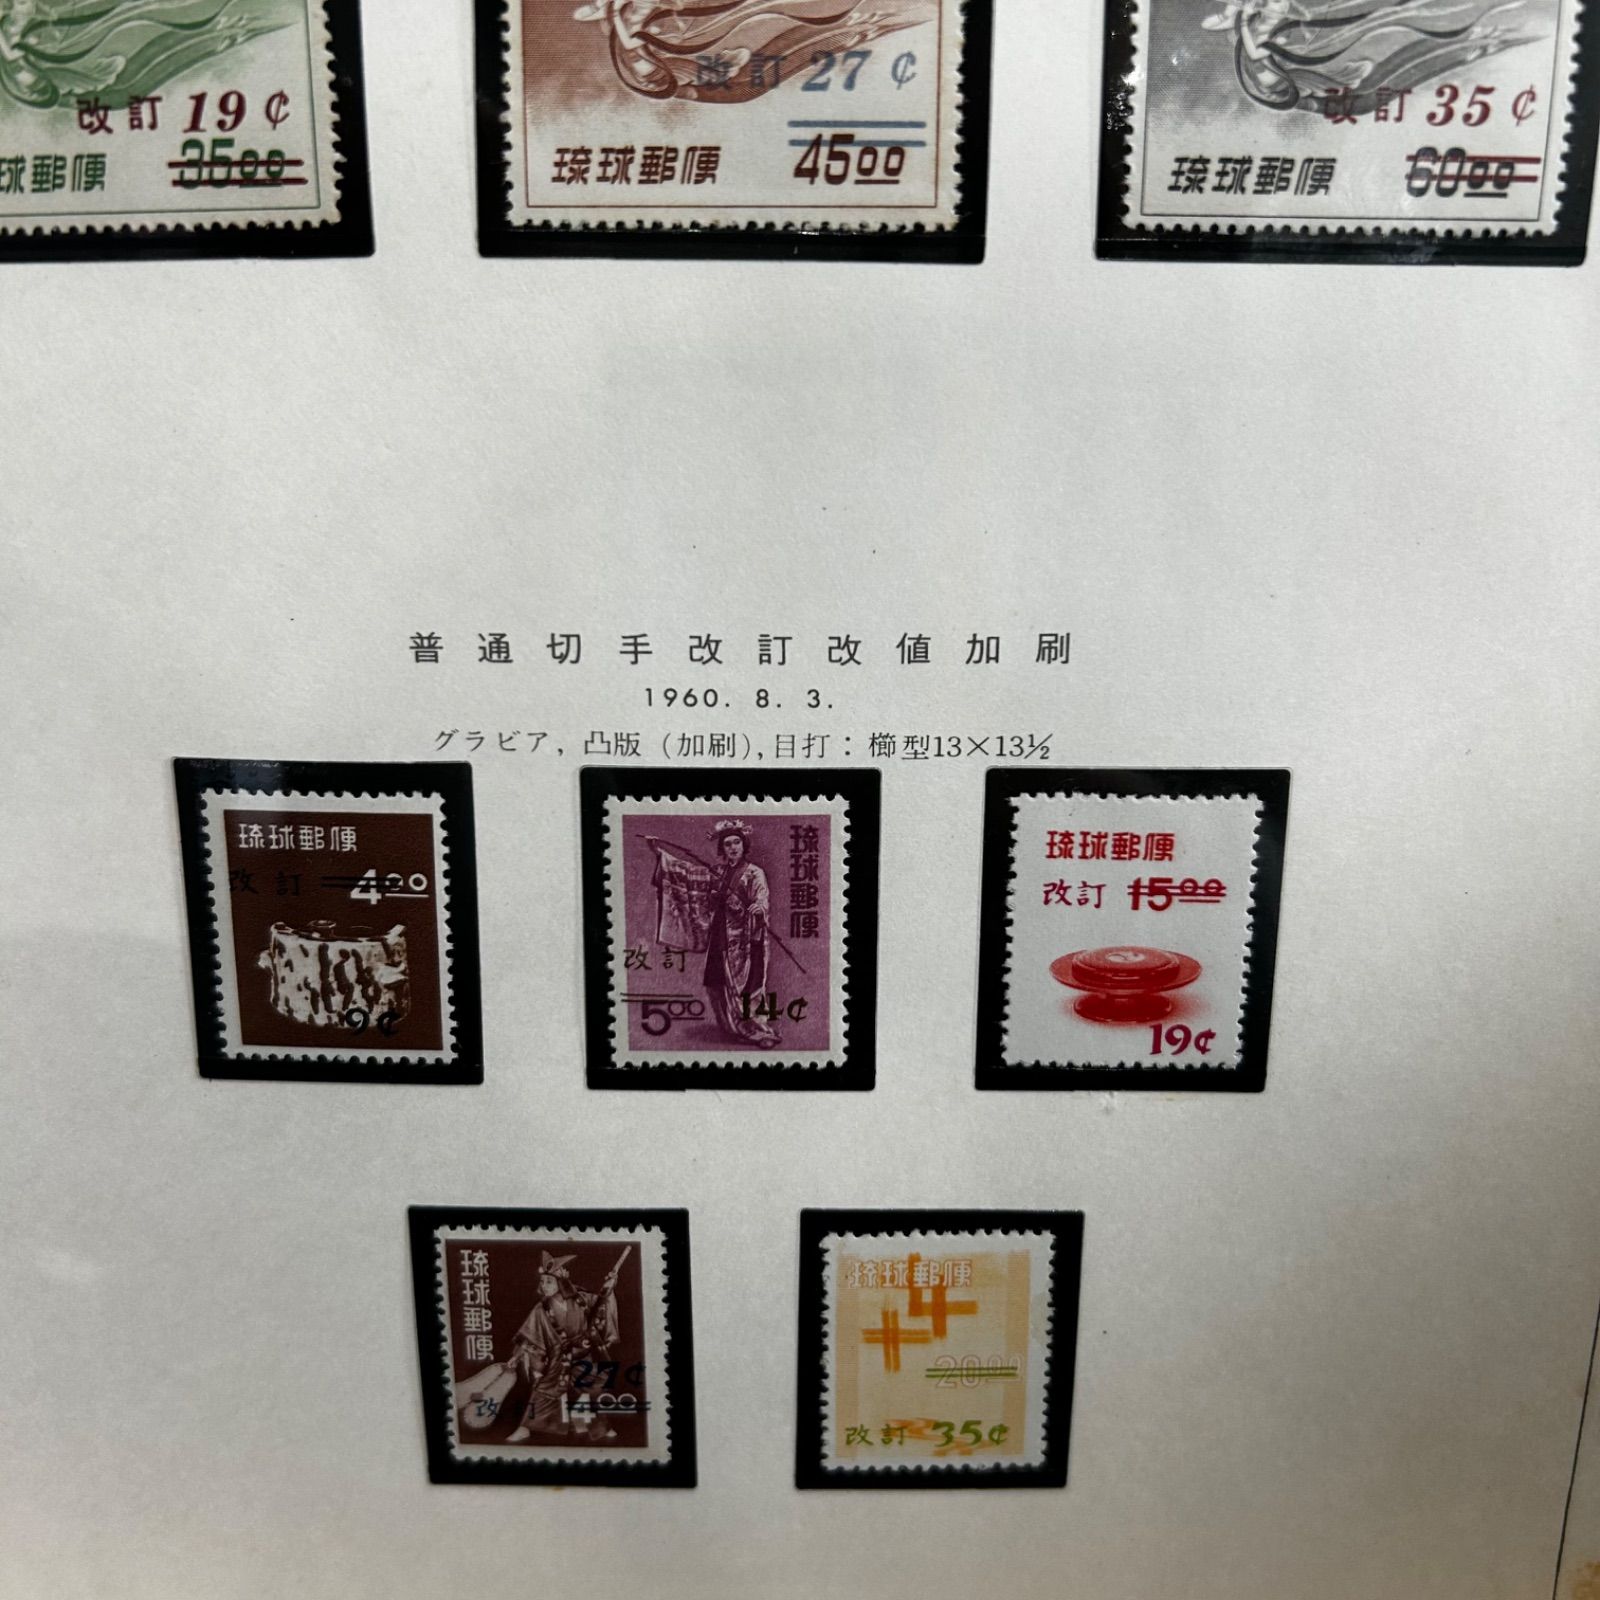 改訂 19¢
球郵便 35.00
改訂 27¢
琉球郵便 45.00
改訂 35¢
琉球郵便 60.00
普通切手改訂改値加刷
1960. 8. 3.
グラビア, 凸版 (加刷), 目打：櫛型13×13½
琉球郵便
改訂 4.00
9¢
琉球郵便
改訂
5.00 14¢
琉球郵便
改訂 15.00
19¢
琉球郵便
27¢
改訂 14.00
琉球郵便
20.00
改訂 35¢